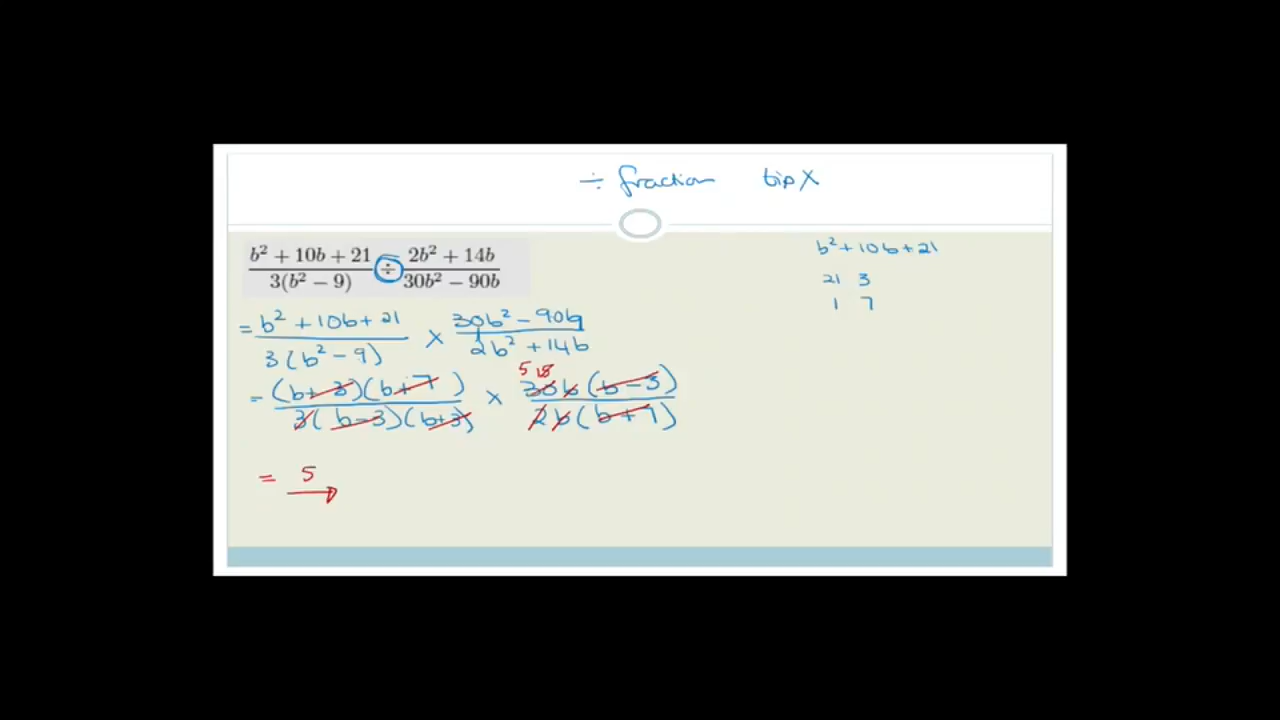 ÷ fraction tip X
b² + 10b + 21 / 3(b² − 9) ÷ 2b² + 14b / 30b² − 90b
b² + 10b + 21
21 3
1 7
= b² + 10b + 21 / 3(b² − 9) × 30b² − 90b / 2b² + 14b
5
= (b + 3)(b + 7) / 3(b − 3)(b + 3) × 30b(b − 3) / 2b(b + 7)
= 5